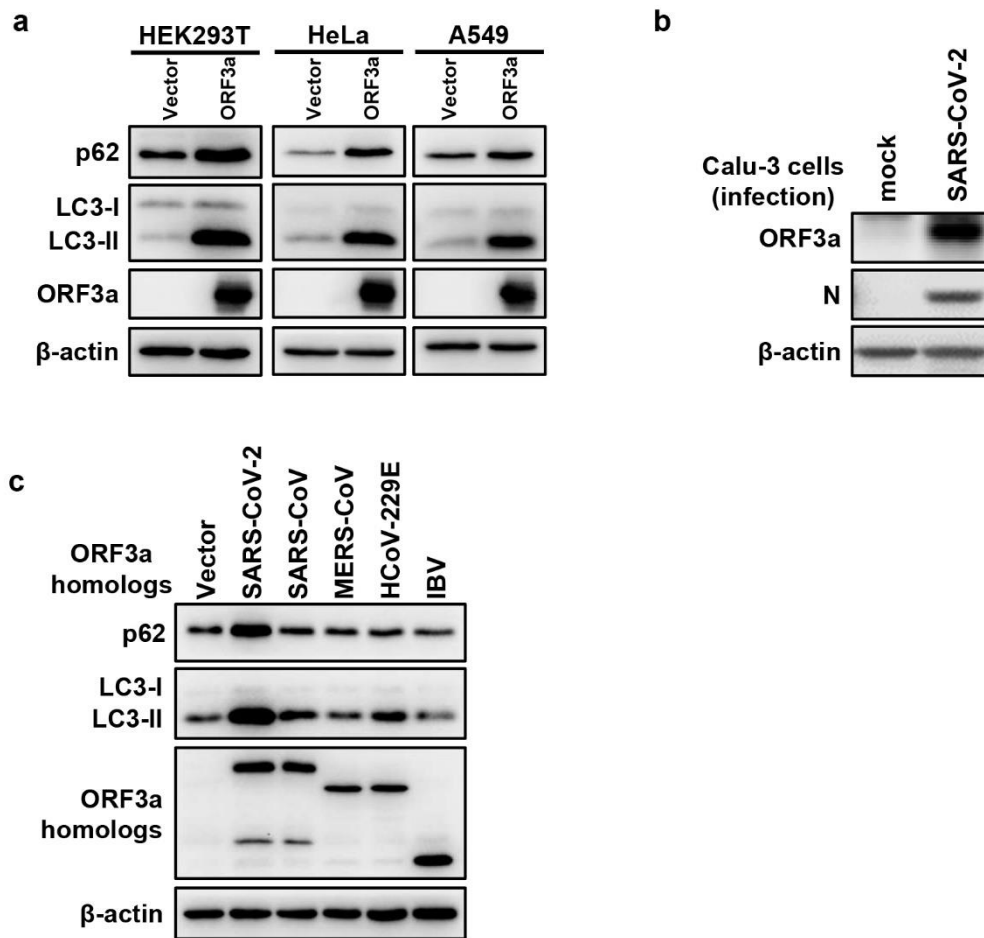 a
HEK293T HeLa A549
Vector ORF3a Vector ORF3a Vector ORF3a
p62
LC3-I
LC3-II
ORF3a
β-actin
b
Calu-3 cells
(infection)
mock SARS-CoV-2
ORF3a
N
β-actin
c
ORF3a
homologs
Vector SARS-CoV-2 SARS-CoV MERS-CoV HCoV-229E IBV
p62
LC3-I
LC3-II
ORF3a
homologs
β-actin